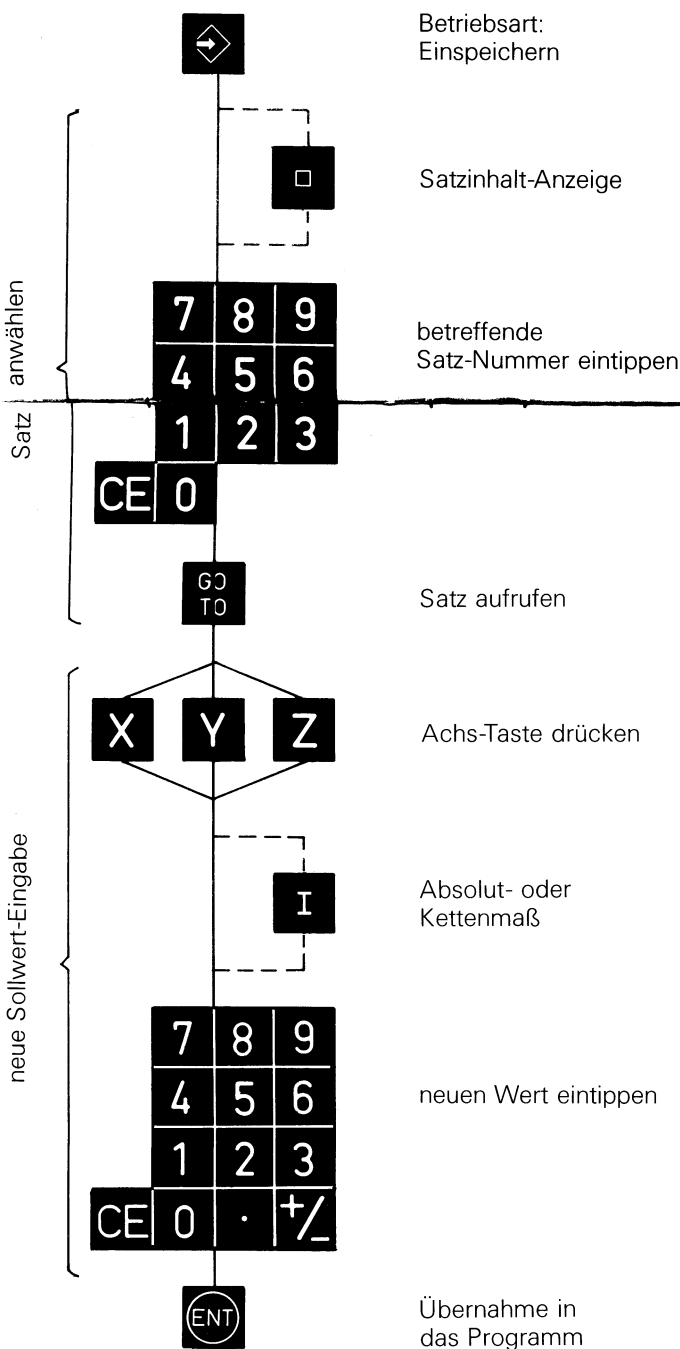 Betriebsart:
Einspeichern
Satzinhalt-Anzeige
Satz anwählen
7 8 9
4 5 6
1 2 3
CE 0
betreffende
Satz-Nummer eintippen
GO
TO
Satz aufrufen
X Y Z
Achs-Taste drücken
neue Sollwert-Eingabe
I
Absolut- oder
Kettenmaß
7 8 9
4 5 6
1 2 3
CE 0 . +/-
neuen Wert eintippen
ENT
Übernahme in
das Programm